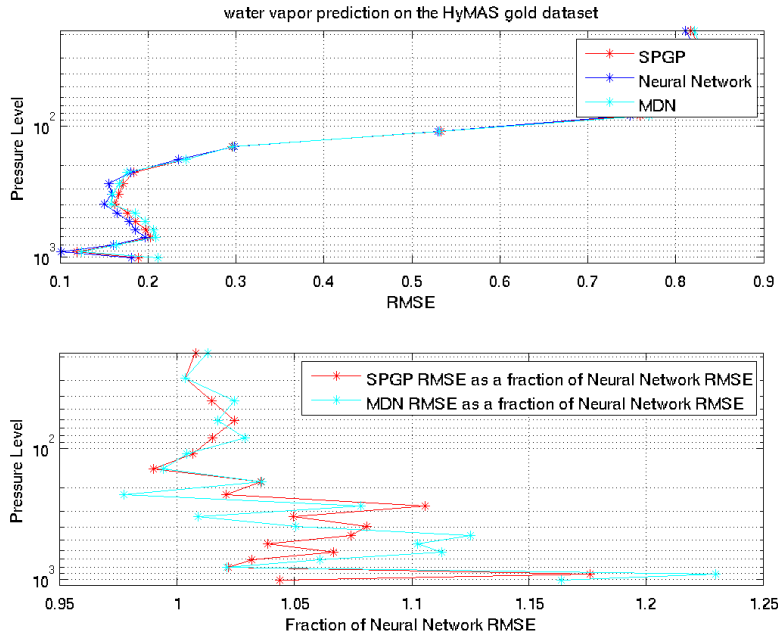 water vapor prediction on the HyMAS gold dataset
SPGP
Neural Network
MDN
Pressure Level
10^2
10^3
0.1 0.2 0.3 0.4 0.5 0.6 0.7 0.8 0.9
RMSE
SPGP RMSE as a fraction of Neural Network RMSE
MDN RMSE as a fraction of Neural Network RMSE
Pressure Level
10^2
10^3
0.95 1 1.05 1.1 1.15 1.2 1.25
Fraction of Neural Network RMSE